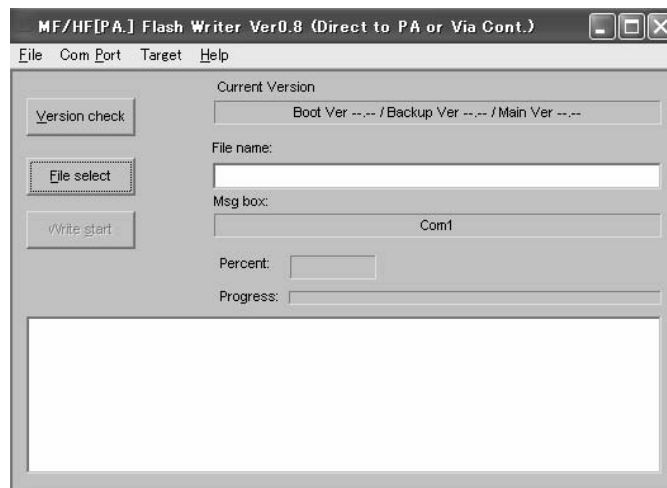 MF/HF[PA.] Flash Writer Ver0.8 (Direct to PA or Via Cont.)
File Com Port Target Help
Current Version
Version check
Boot Ver --.-- / Backup Ver --.-- / Main Ver --.--
File name:
File select
Msg box:
Write start
Com1
Percent:
Progress: